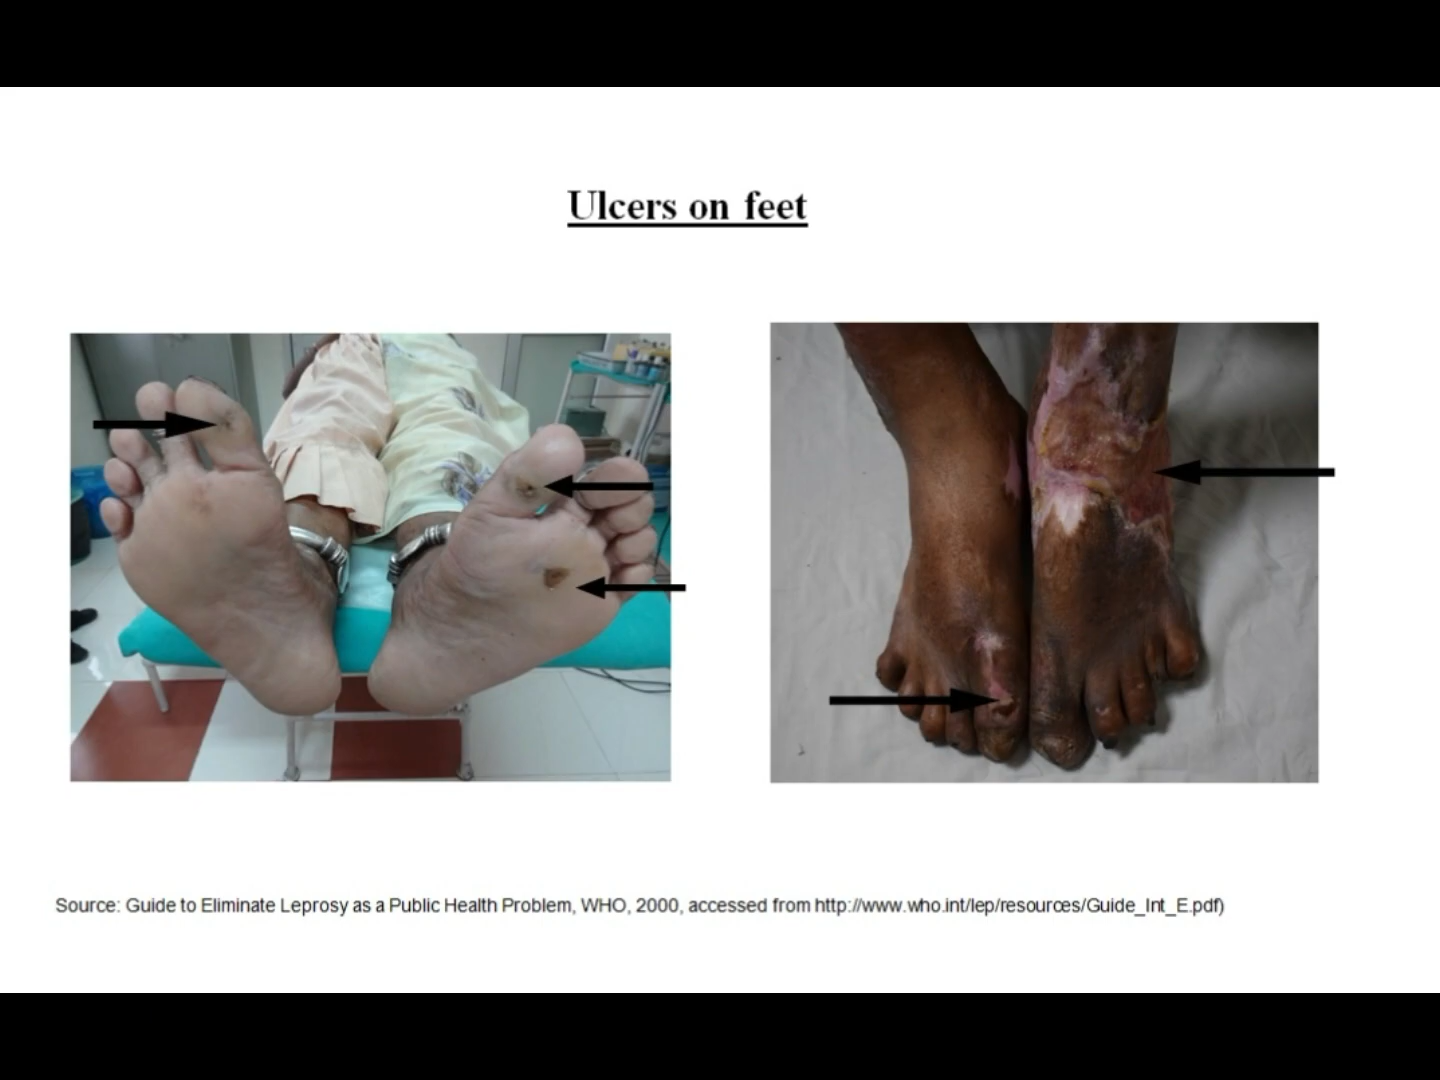 Ulcers on feet
Source: Guide to Eliminate Leprosy as a Public Health Problem, WHO, 2000, accessed from http://www.who.int/lep/resources/Guide_Int_E.pdf)